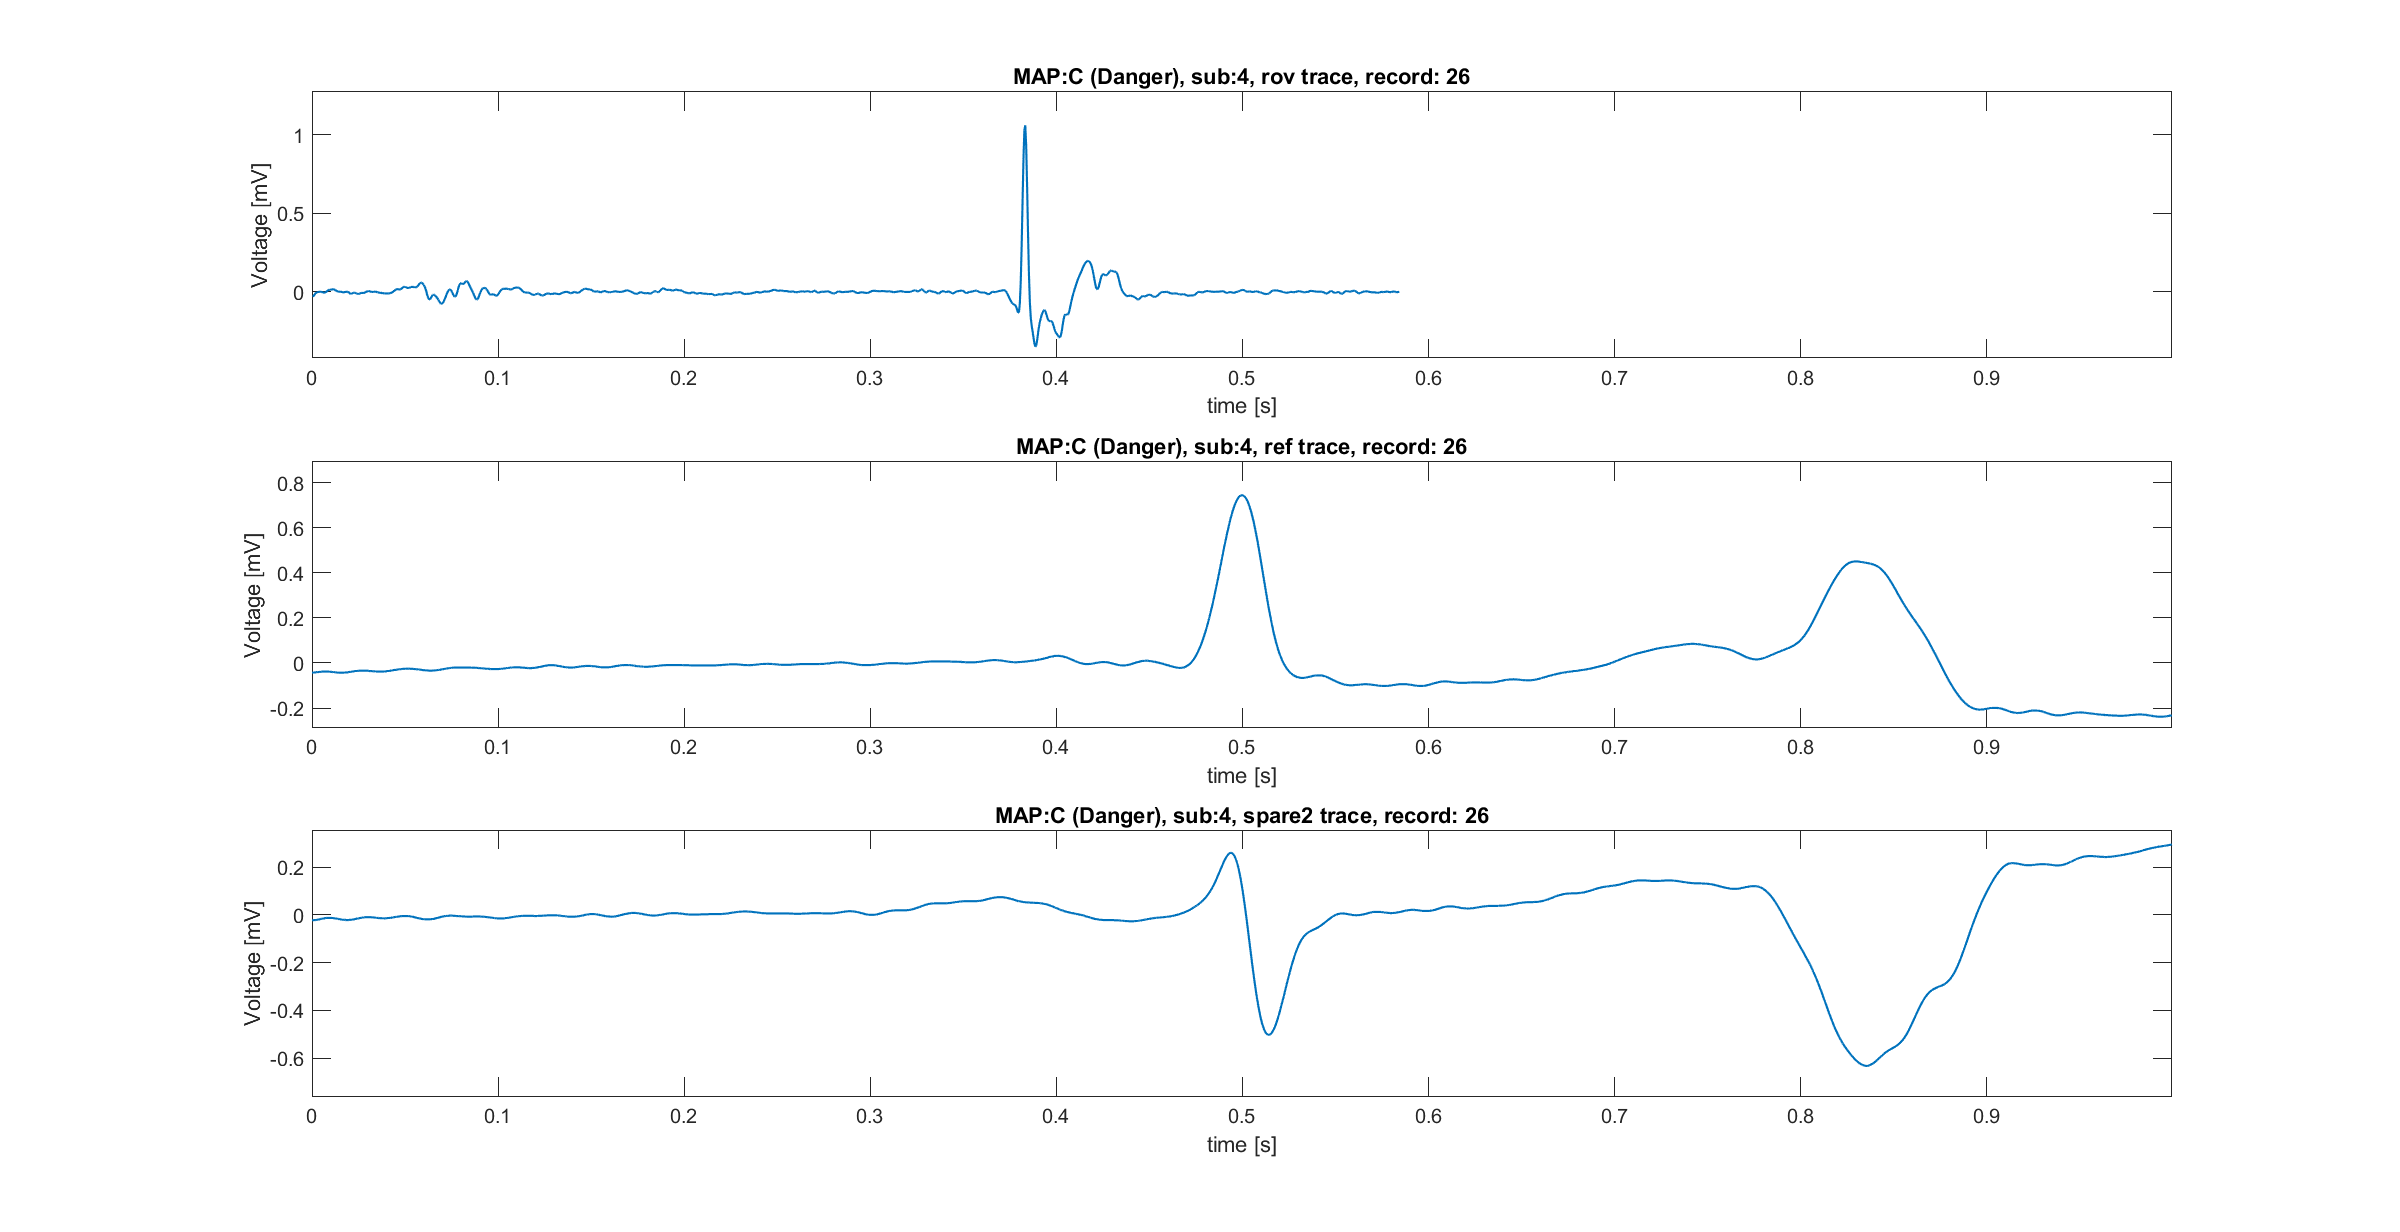 MAP:C (Danger), sub:4, rov trace, record: 26
Voltage [mV]
1
0.5
0
0 0.1 0.2 0.3 0.4 0.5 0.6 0.7 0.8 0.9
time [s]
MAP:C (Danger), sub:4, ref trace, record: 26
Voltage [mV]
0.8
0.6
0.4
0.2
0
-0.2
0 0.1 0.2 0.3 0.4 0.5 0.6 0.7 0.8 0.9
time [s]
MAP:C (Danger), sub:4, spare2 trace, record: 26
Voltage [mV]
0.2
0
-0.2
-0.4
-0.6
0 0.1 0.2 0.3 0.4 0.5 0.6 0.7 0.8 0.9
time [s]